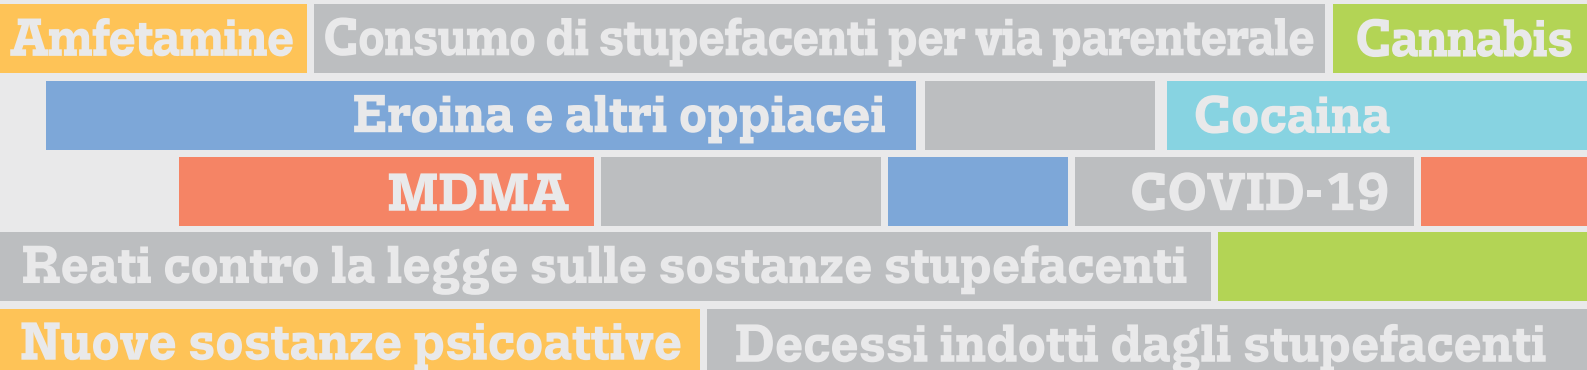 Amfetamine Consumo di stupefacenti per via parenterale Cannabis
Eroina e altri oppiacei Cocaina
MDMA COVID-19
Reati contro la legge sulle sostanze stupefacenti
Nuove sostanze psicoattive Decessi indotti dagli stupefacenti